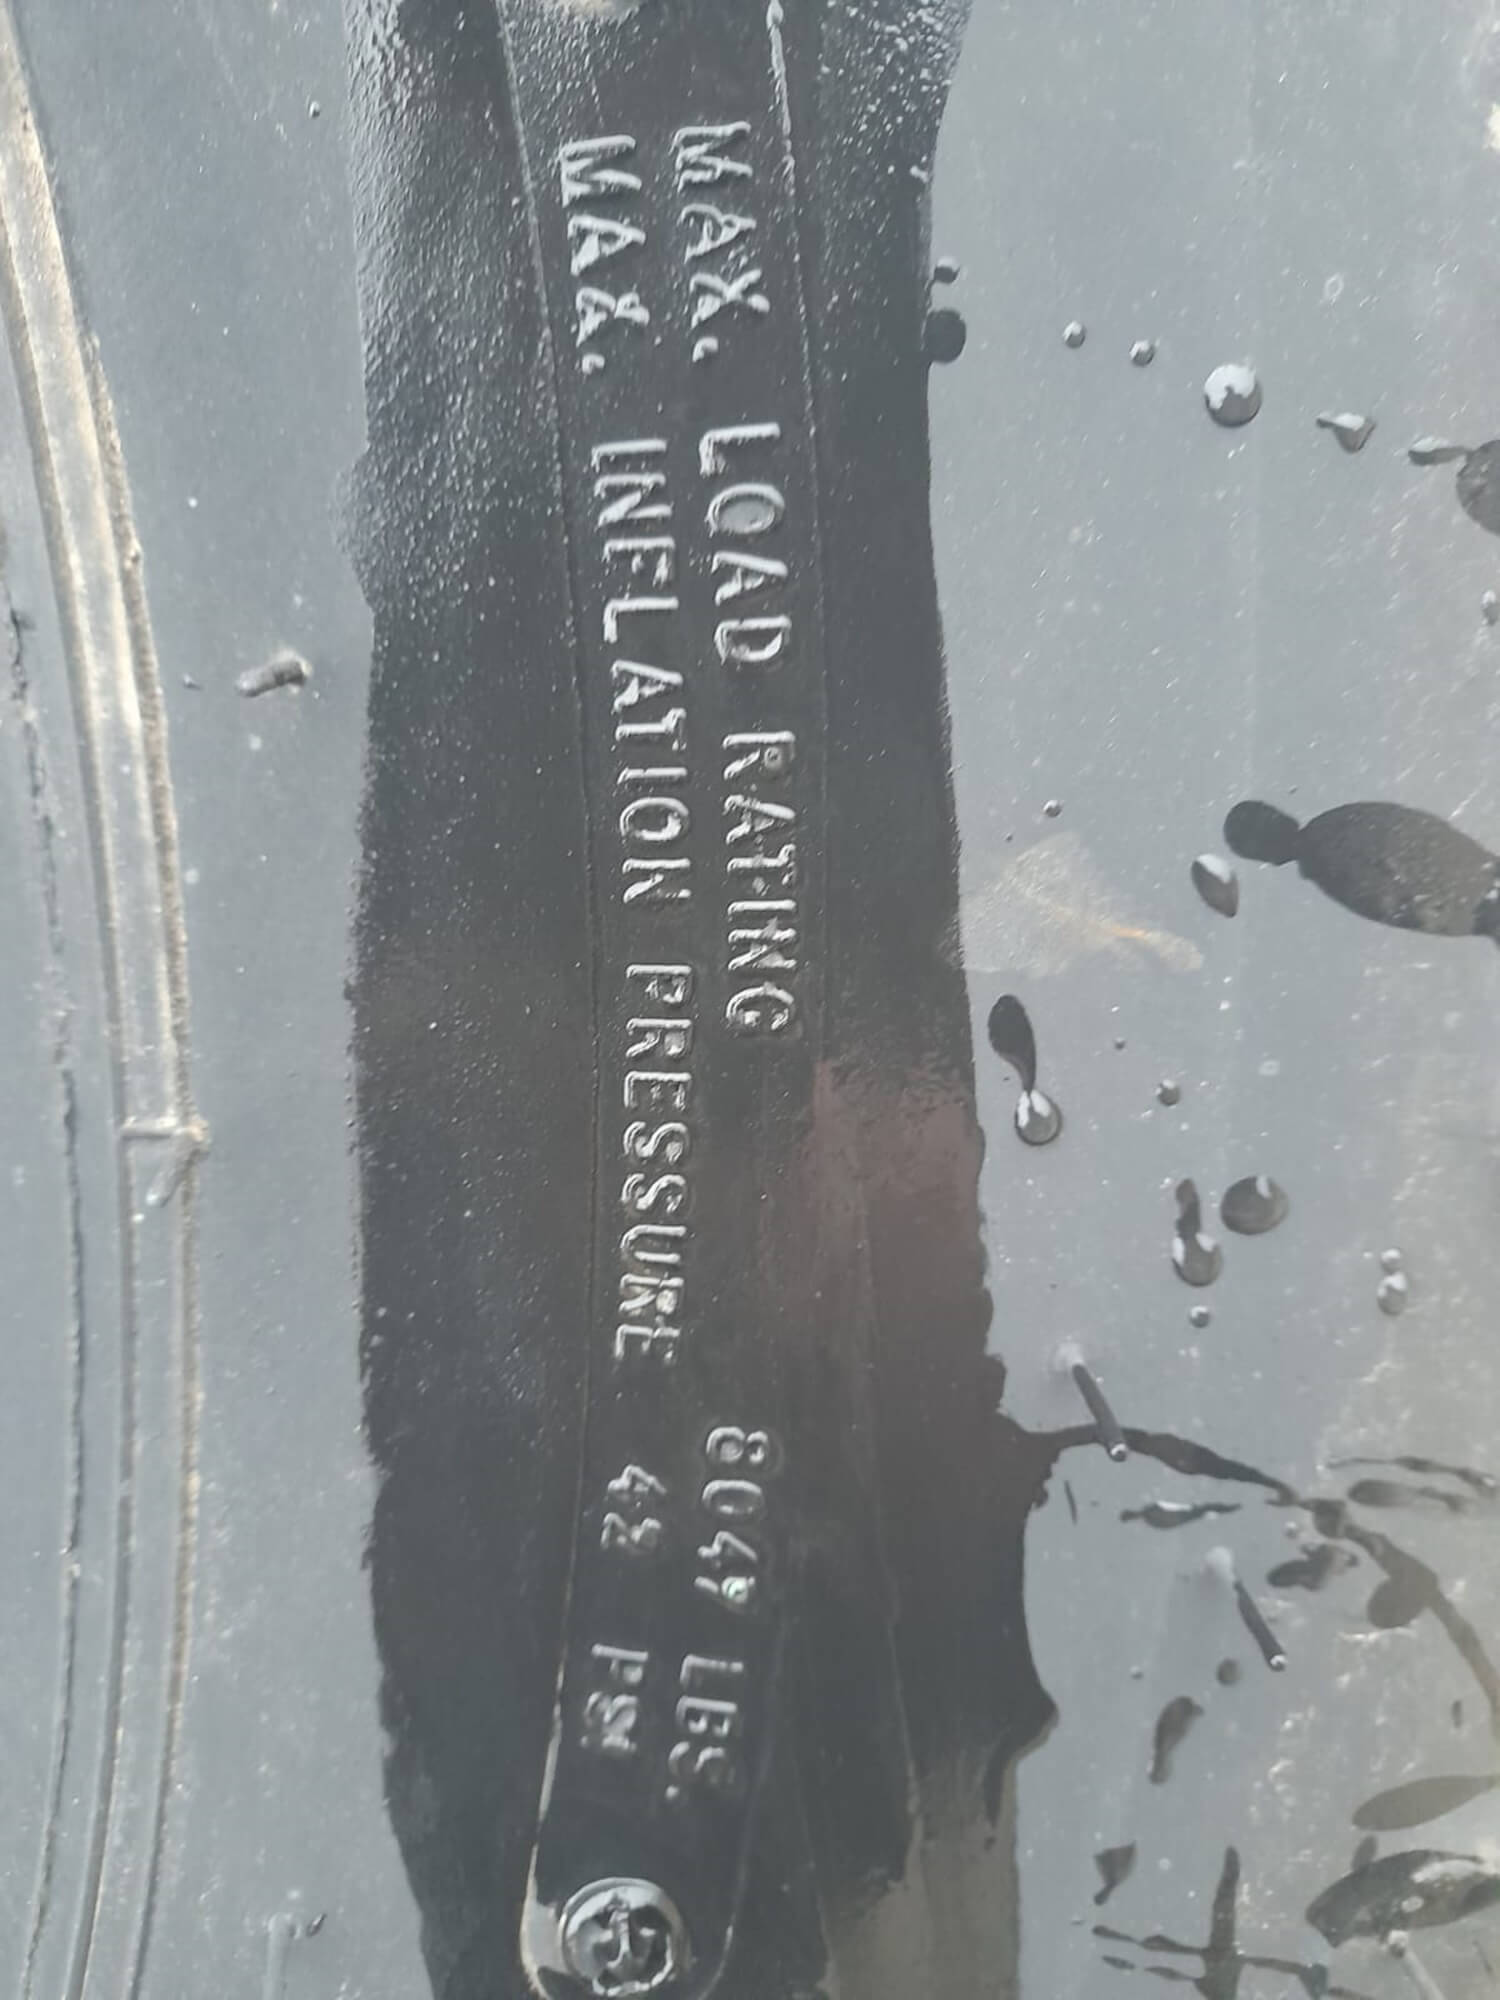 MAX. LOAD RATING 8047 LBS.
MAX. INFLATION PRESSURE 42 PSI